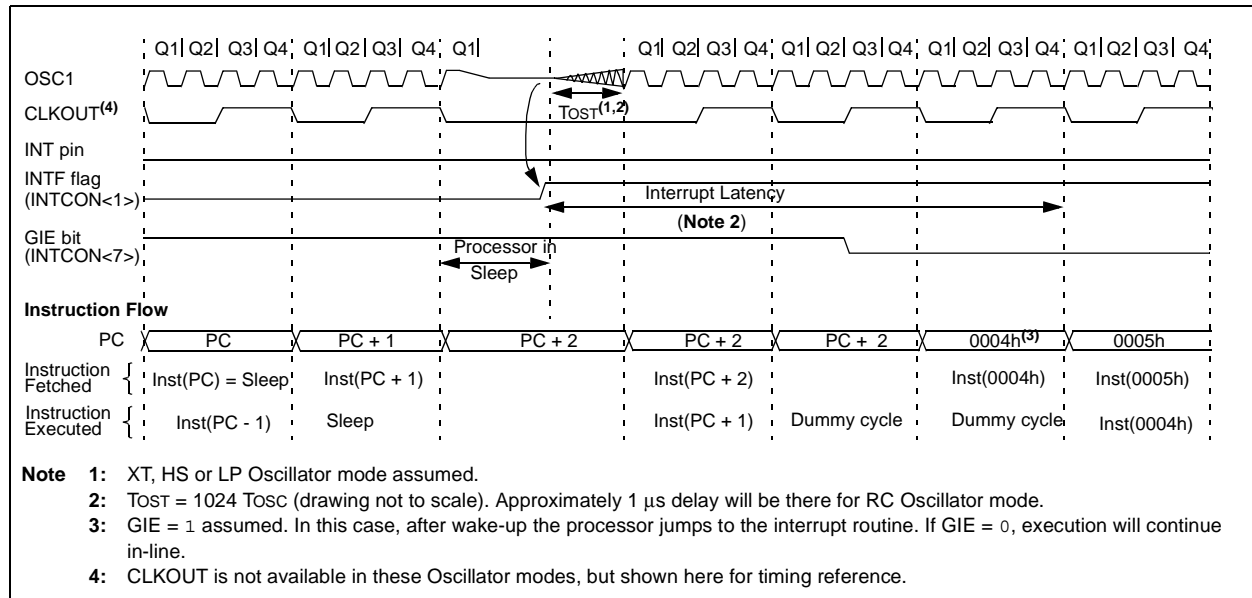 Q1 Q2 Q3 Q4 Q1 Q2 Q3 Q4 Q1 Q1 Q2 Q3 Q4 Q1 Q2 Q3 Q4 Q1 Q2 Q3 Q4 Q1 Q2 Q3 Q4
OSC1
CLKOUT(4)
TOST(1,2)
INT pin
INTF flag
(INTCON<1>)
Interrupt Latency
(Note 2)
GIE bit
(INTCON<7>)
Processor in
Sleep
Instruction Flow
PC PC PC + 1 PC + 2 PC + 2 PC + 2 0004h(3) 0005h
Instruction
Fetched { Inst(PC) = Sleep Inst(PC + 1) Inst(PC + 2) Inst(0004h) Inst(0005h)
Instruction
Executed { Inst(PC - 1) Sleep Inst(PC + 1) Dummy cycle Dummy cycle Inst(0004h)
Note 1: XT, HS or LP Oscillator mode assumed.
2: TOST = 1024 TOSC (drawing not to scale). Approximately 1 μs delay will be there for RC Oscillator mode.
3: GIE = 1 assumed. In this case, after wake-up the processor jumps to the interrupt routine. If GIE = 0, execution will continue
in-line.
4: CLKOUT is not available in these Oscillator modes, but shown here for timing reference.